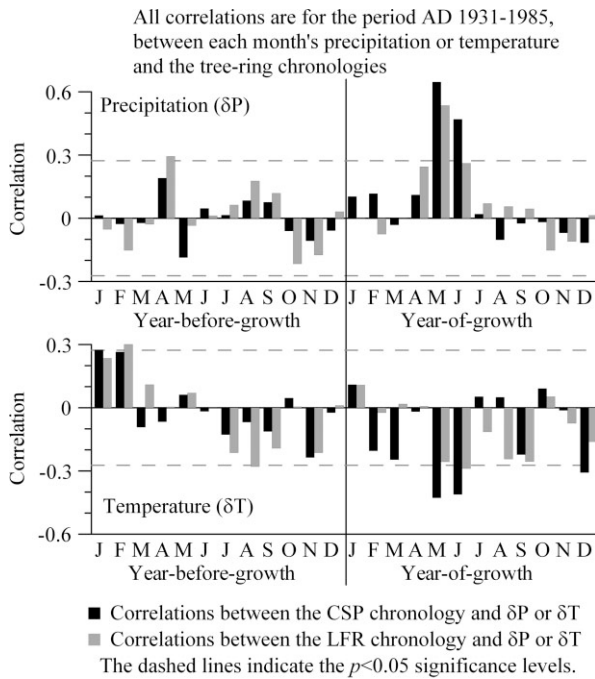 All correlations are for the period AD 1931-1985,
between each month's precipitation or temperature
and the tree-ring chronologies
0.6
Precipitation (δP)
0.3
Correlation
0
-0.3
J F M A M J J A S O N D J F M A M J J A S O N D
Year-before-growth Year-of-growth
0.3
Correlation
0
-0.3
Temperature (δT)
-0.6
J F M A M J J A S O N D J F M A M J J A S O N D
Year-before-growth Year-of-growth
Correlations between the CSP chronology and δP or δT
Correlations between the LFR chronology and δP or δT
The dashed lines indicate the p<0.05 significance levels.